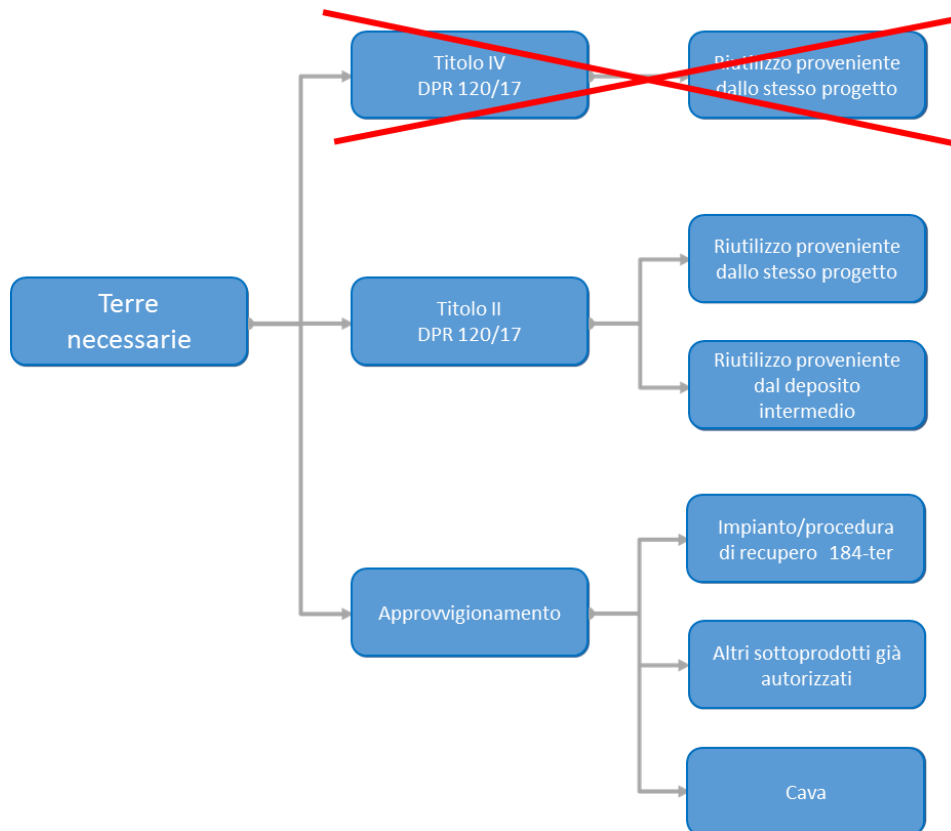 Titolo IV
DPR 120/17
Riutilizzo proveniente
dallo stesso progetto
Terre
necessarie
Titolo II
DPR 120/17
Riutilizzo proveniente
dallo stesso progetto
Riutilizzo proveniente
dal deposito
intermedio
Approvvigionamento
Impianto/procedura
di recupero 184-ter
Altri sottoprodotti già
autorizzati
Cava